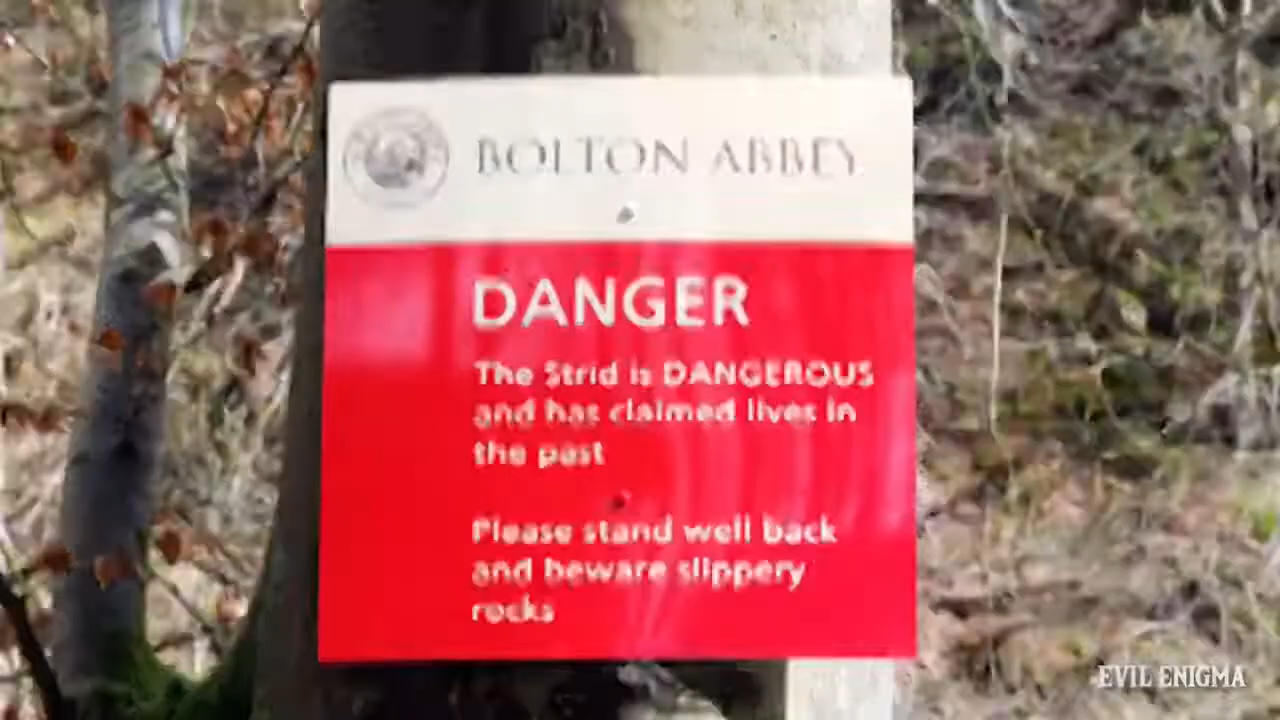 BOLTON ABBEY
DANGER
The Strid is DANGEROUS
and has claimed lives in
the past
Please stand well back
and beware slippery
rocks
EVIL ENIGMA